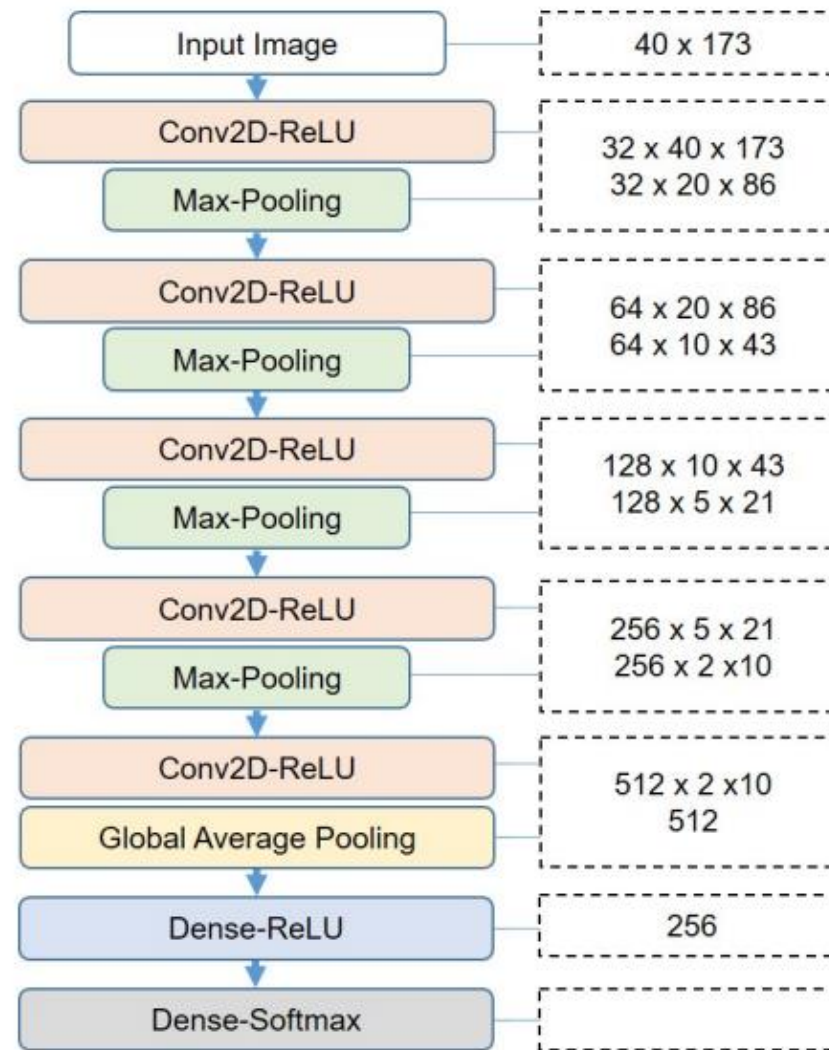 Input Image
40 x 173
Conv2D-ReLU
32 x 40 x 173
Max-Pooling
32 x 20 x 86
Conv2D-ReLU
64 x 20 x 86
Max-Pooling
64 x 10 x 43
Conv2D-ReLU
128 x 10 x 43
Max-Pooling
128 x 5 x 21
Conv2D-ReLU
256 x 5 x 21
Max-Pooling
256 x 2 x10
Conv2D-ReLU
512 x 2 x10
Global Average Pooling
512
Dense-ReLU
256
Dense-Softmax